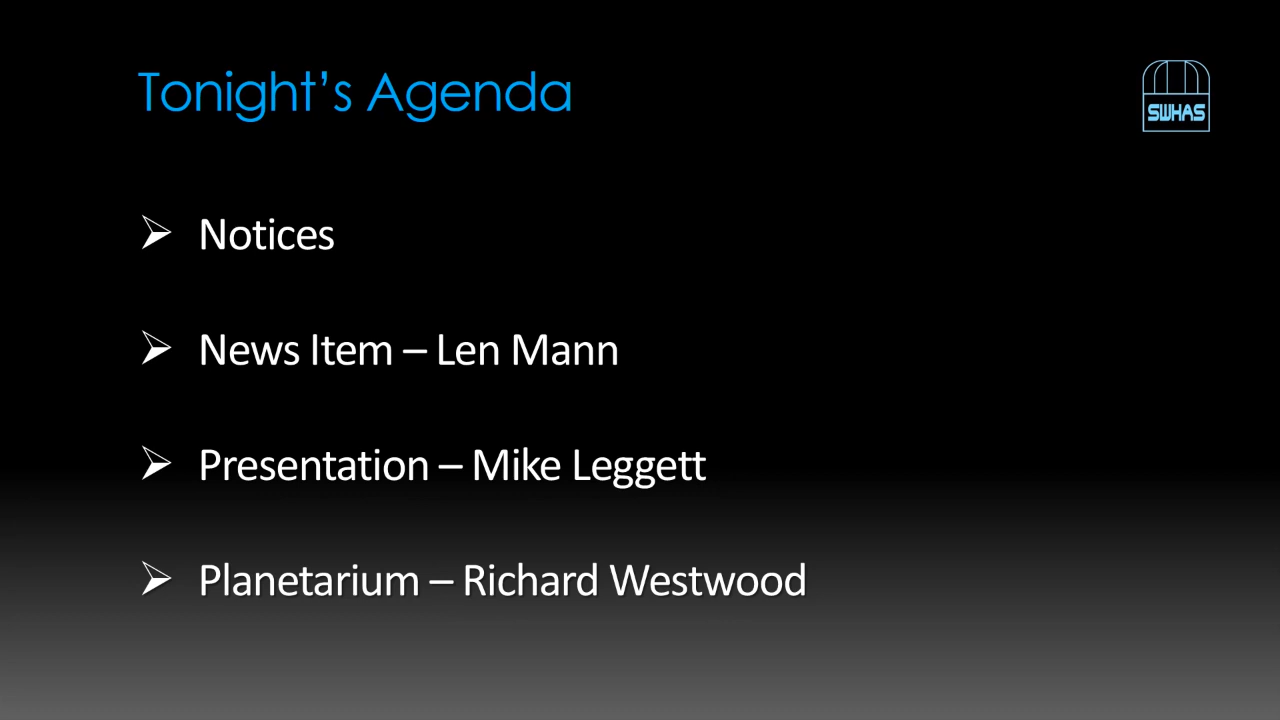 Tonight’s Agenda
SWHAS
Notices
News Item – Len Mann
Presentation – Mike Leggett
Planetarium – Richard Westwood